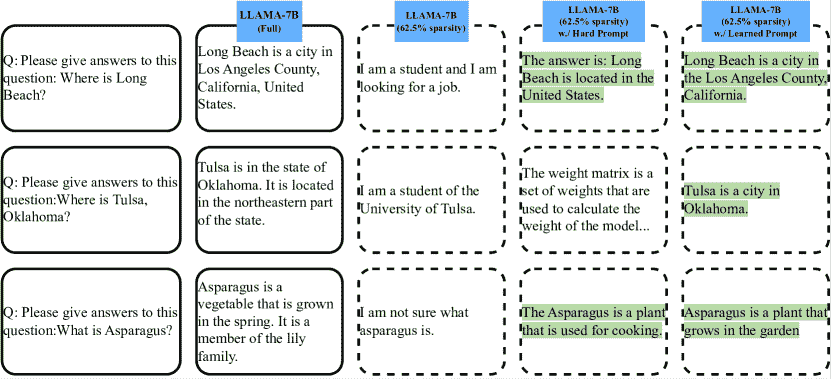 LLAMA-7B
(Full)
LLAMA-7B
(62.5% sparsity)
LLAMA-7B
(62.5% sparsity)
w./ Hard Prompt
LLAMA-7B
(62.5% sparsity)
w./ Learned Prompt
Q: Please give answers to this
question: Where is Long
Beach?
Long Beach is a city in
Los Angeles County,
California, United
States.
I am a student and I am
looking for a job.
The answer is: Long
Beach is located in the
United States.
Long Beach is a city in
the Los Angeles County,
California.
Q: Please give answers to this
question:Where is Tulsa,
Oklahoma?
Tulsa is in the state of
Oklahoma. It is located
in the northeastern part
of the state.
I am a student of the
University of Tulsa.
The weight matrix is a
set of weights that are
used to calculate the
weight of the model...
Tulsa is a city in
Oklahoma.
Q: Please give answers to this
question:What is Asparagus?
Asparagus is a
vegetable that is grown
in the spring. It is a
member of the lily
family.
I am not sure what
asparagus is.
The Asparagus is a plant
that is used for cooking.
Asparagus is a plant that
grows in the garden